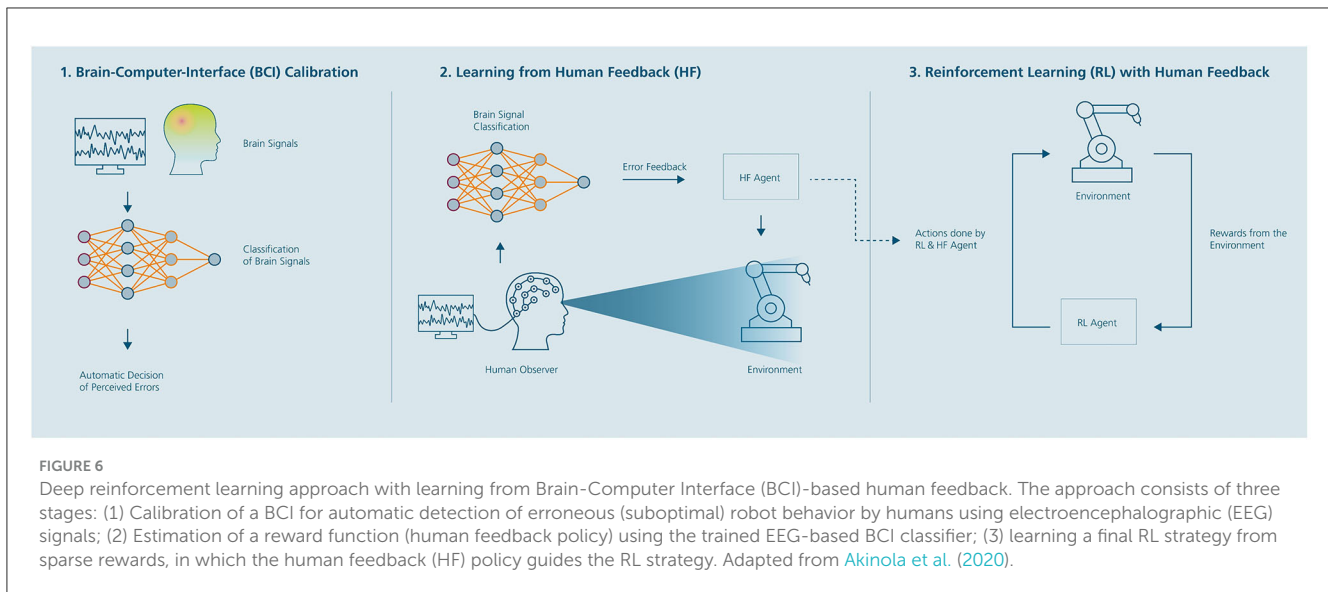 1. Brain-Computer-Interface (BCI) Calibration
Brain Signals
Classification
of Brain Signals
Automatic Decision
of Perceived Errors
2. Learning from Human Feedback (HF)
Brain Signal
Classification
Error Feedback
HF Agent
Human Observer
Environment
3. Reinforcement Learning (RL) with Human Feedback
Environment
Actions done by
RL & HF Agent
Rewards from the
Environment
RL Agent
FIGURE 6
Deep reinforcement learning approach with learning from Brain-Computer Interface (BCI)-based human feedback. The approach consists of three
stages: (1) Calibration of a BCI for automatic detection of erroneous (suboptimal) robot behavior by humans using electroencephalographic (EEG)
signals; (2) Estimation of a reward function (human feedback policy) using the trained EEG-based BCI classifier; (3) learning a final RL strategy from
sparse rewards, in which the human feedback (HF) policy guides the RL strategy. Adapted from Akinola et al. (2020).